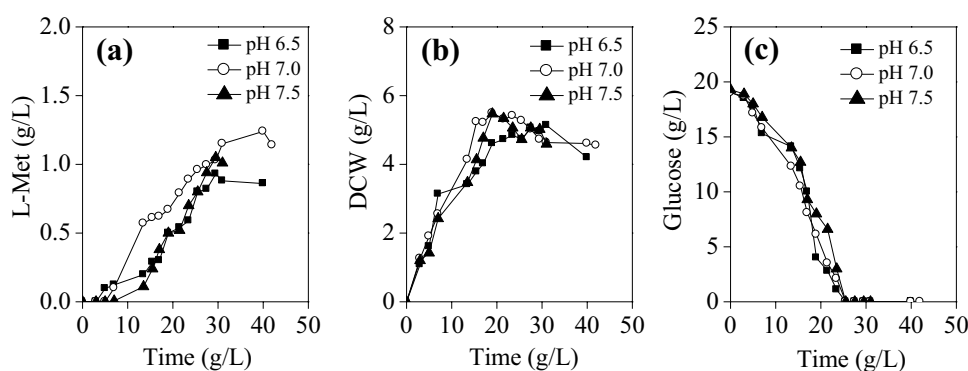 (a)
pH 6.5
pH 7.0
pH 7.5
L-Met (g/L)
2.0
1.5
1.0
0.5
0.0
0 10 20 30 40 50
Time (g/L)
(b)
pH 6.5
pH 7.0
pH 7.5
DCW (g/L)
8
6
4
2
0
0 10 20 30 40 50
Time (g/L)
(c)
pH 6.5
pH 7.0
pH 7.5
Glucose (g/L)
25
20
15
10
5
0
0 10 20 30 40 50
Time (g/L)